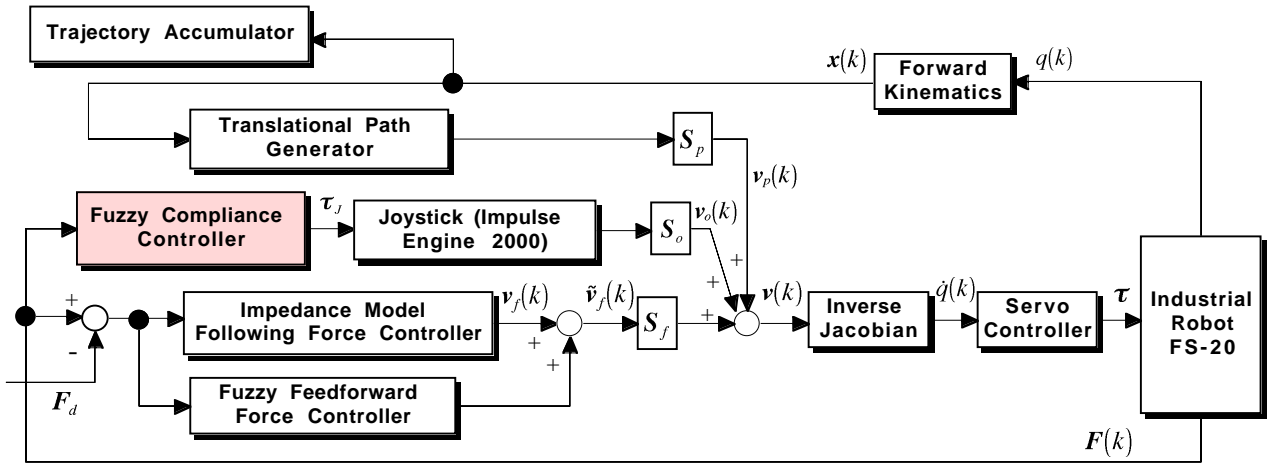 Trajectory Accumulator
x(k)
Forward
Kinematics
q(k)
Translational Path
Generator
S_p
v_p(k)
Fuzzy Compliance
Controller
τ_J
Joystick (Impulse
Engine 2000)
S_o
v_o(k)
+
+
+
Impedance Model
Following Force Controller
v_f(k)
ṽ_f(k)
S_f
+
v(k)
Inverse
Jacobian
q̇(k)
Servo
Controller
τ
Industrial
Robot
FS-20
-
+
+
F_d
Fuzzy Feedforward
Force Controller
F(k)